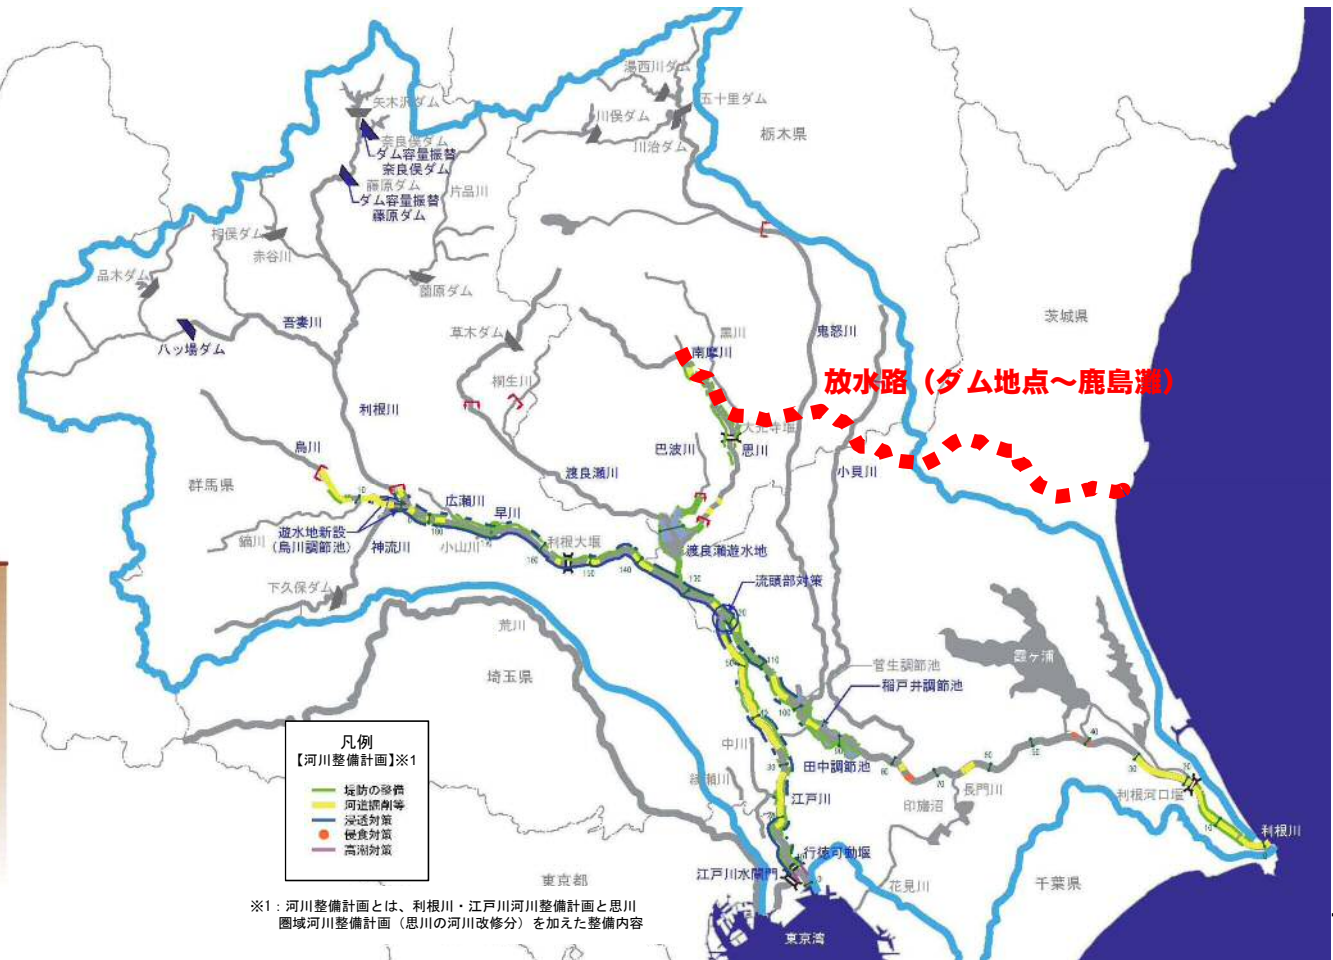 湯西川ダム
五十里ダム
川俣ダム
川治ダム
栃木県
矢木沢ダム
奈良俣ダム
ダム容量振替
奈良俣ダム
藤原ダム
ダム容量振替
藤原ダム
片品川
相俣ダム
赤谷川
品木ダム
薗原ダム
八ッ場ダム
吾妻川
草木ダム
桐生川
黒川
南摩川
鬼怒川
茨城県
放水路（ダム地点～鹿島灘）
利根川
大光寺堰
思川
巴波川
小貝川
烏川
群馬県
渡良瀬川
広瀬川
早川
遊水地新設
（烏川調節池）
鏑川
神流川
小山川
利根大堰
渡良瀬遊水地
下久保ダム
流頭部対策
荒川
埼玉県
菅生調節池
稲戸井調節池
霞ヶ浦
中川
綾瀬川
田中調節池
江戸川
印旛沼
長門川
利根河口堰
利根川
行徳可動堰
江戸川水閘門
花見川
千葉県
東京都
東京湾
凡例
【河川整備計画】※1
堤防の整備
河道掘削等
浸透対策
侵食対策
高潮対策
※1：河川整備計画とは、利根川・江戸川河川整備計画と思川
圏域河川整備計画（思川の河川改修分）を加えた整備内容